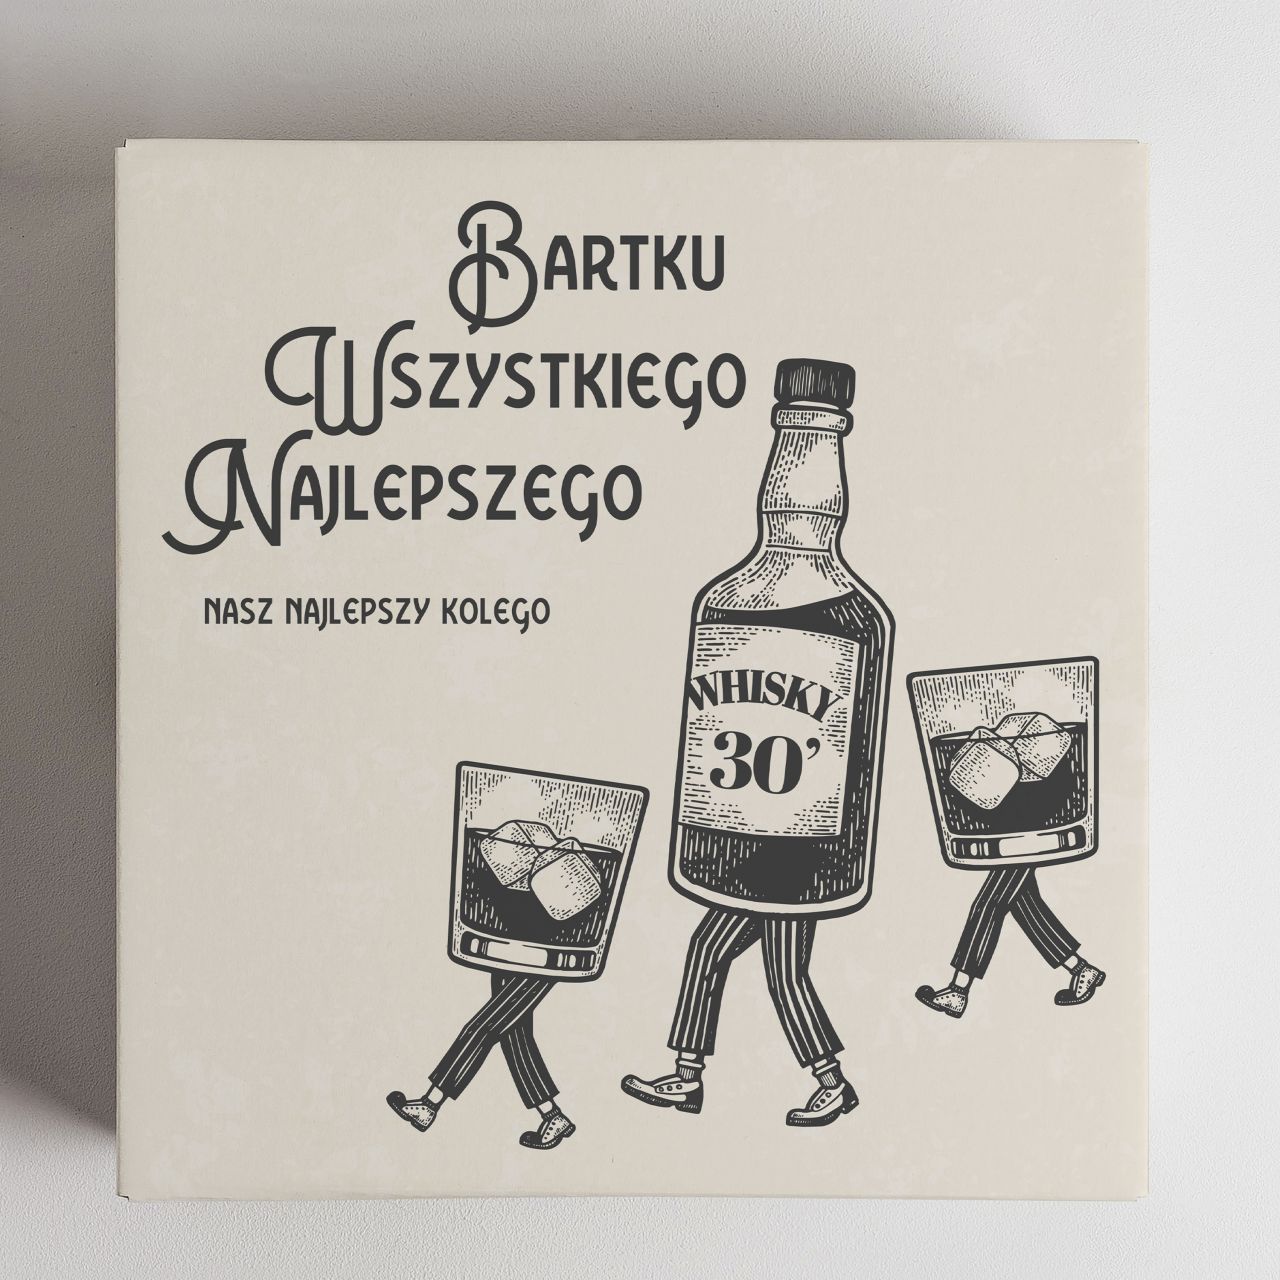 Bartku
Wszystkiego
Najlepszego
nasz najlepszy kolego
WHISKY
30’